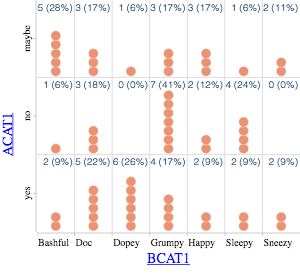 5 (28%) 3 (17%) 1 (6%) 3 (17%) 3 (17%) 1 (6%) 2 (11%)
maybe
1 (6%) 3 (18%) 0 (0%) 7 (41%) 2 (12%) 4 (24%) 0 (0%)
no
ACAT1
2 (9%) 5 (22%) 6 (26%) 4 (17%) 2 (9%) 2 (9%) 2 (9%)
yes
Bashful Doc Dopey Grumpy Happy Sleepy Sneezy
BCAT1